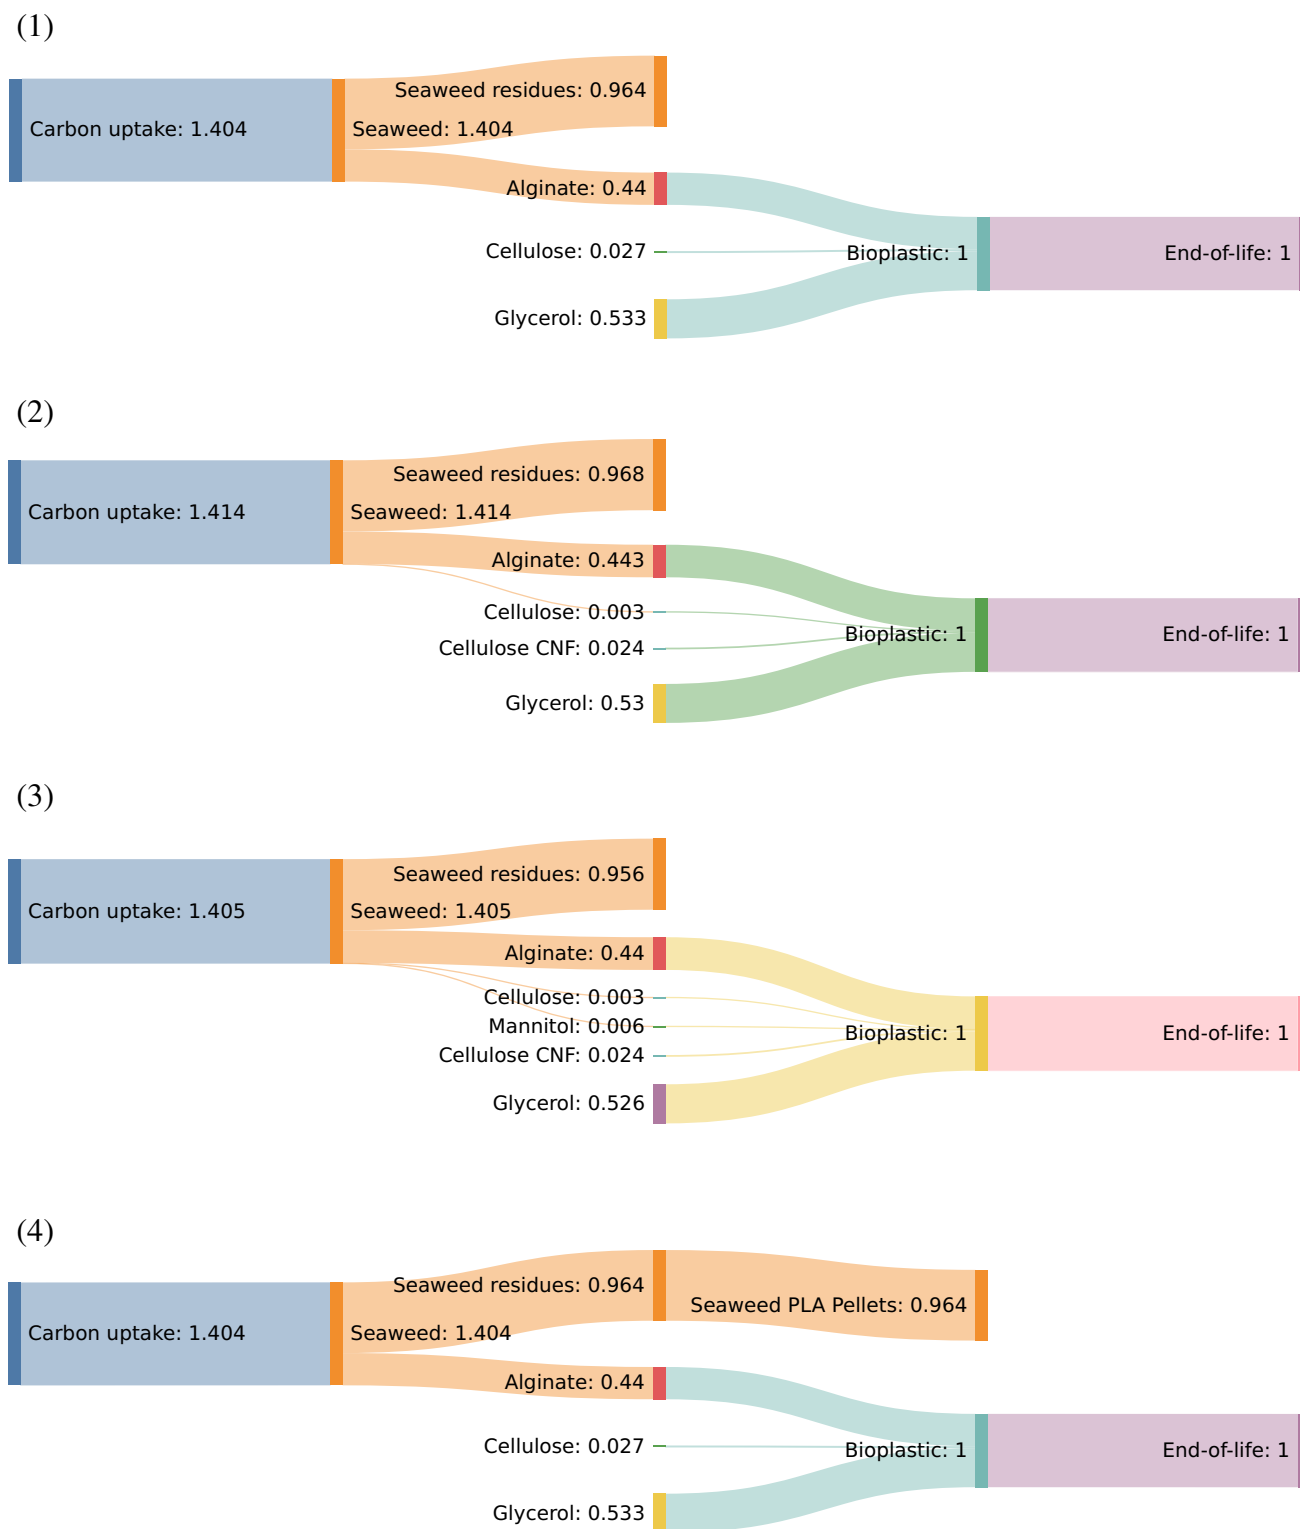 (1)
Seaweed residues: 0.964
Carbon uptake: 1.404
Seaweed: 1.404
Alginate: 0.44
Cellulose: 0.027
Bioplastic: 1
End-of-life: 1
Glycerol: 0.533
(2)
Seaweed residues: 0.968
Carbon uptake: 1.414
Seaweed: 1.414
Alginate: 0.443
Cellulose: 0.003
Bioplastic: 1
End-of-life: 1
Cellulose CNF: 0.024
Glycerol: 0.53
(3)
Seaweed residues: 0.956
Carbon uptake: 1.405
Seaweed: 1.405
Alginate: 0.44
Cellulose: 0.003
Mannitol: 0.006
Bioplastic: 1
End-of-life: 1
Cellulose CNF: 0.024
Glycerol: 0.526
(4)
Seaweed residues: 0.964
Seaweed PLA Pellets: 0.964
Carbon uptake: 1.404
Seaweed: 1.404
Alginate: 0.44
Cellulose: 0.027
Bioplastic: 1
End-of-life: 1
Glycerol: 0.533